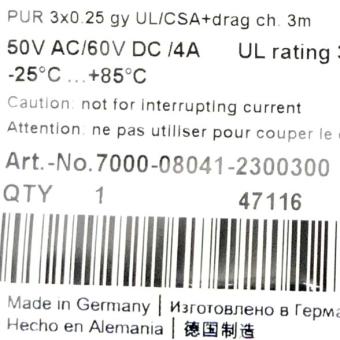 PUR 3x0.25 gy UL/CSA+drag ch. 3m
50V AC/60V DC /4A UL rating
-25°C ...+85°C
Caution: not for interrupting current
Attention: ne pas utiliser pour couper le
Art.-No.7000-08041-2300300
QTY 1 47116
Made in Germany | Изготовлено в Герма
Hecho en Alemania | 德国制造